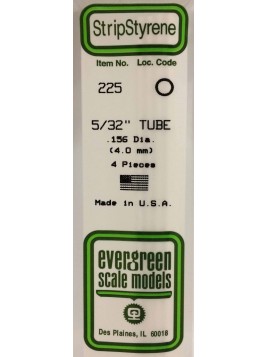 StripStyrene
Item No. Loc. Code
225
5/32" TUBE
.156 Dia.
(4.0 mm)
4 Pieces
Made in U.S.A.
evergreen
scale models
Des Plaines, IL 60018